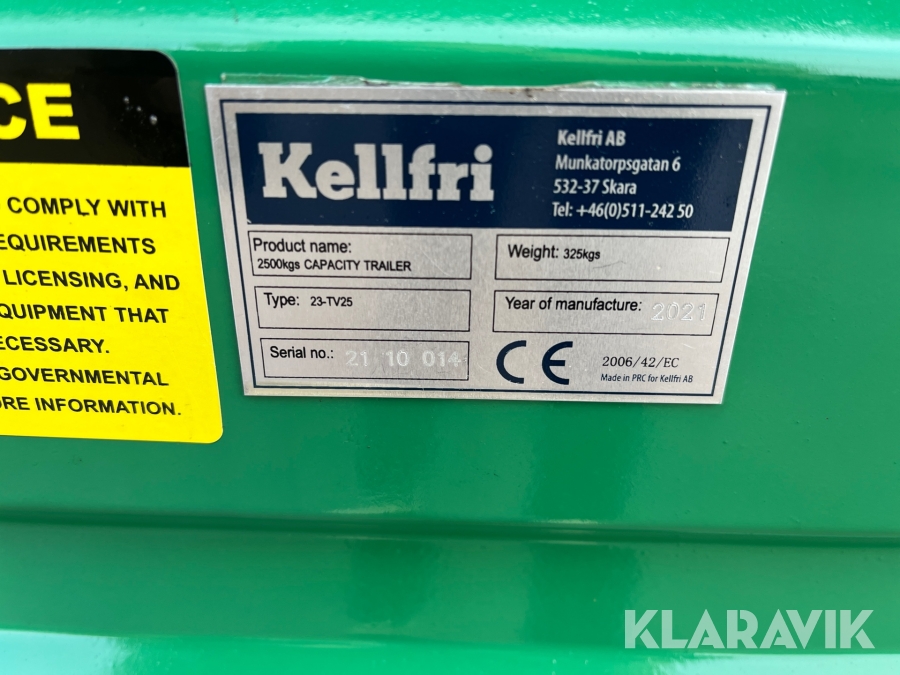 CE
COMPLY WITH
EQUIREMENTS
LICENSING, AND
QUIPMENT THAT
ECESSARY.
GOVERNMENTAL
ORE INFORMATION.
Kellfri
Kellfri AB
Munkatorpsgatan 6
532-37 Skara
Tel: +46(0)511-242 50
Product name:
2500kgs CAPACITY TRAILER
Weight: 325kgs
Type: 23-TV25
Year of manufacture: 2021
Serial no.: 21 10 014
CE
2006/42/EC
Made in PRC for Kellfri AB
KLARAVIK